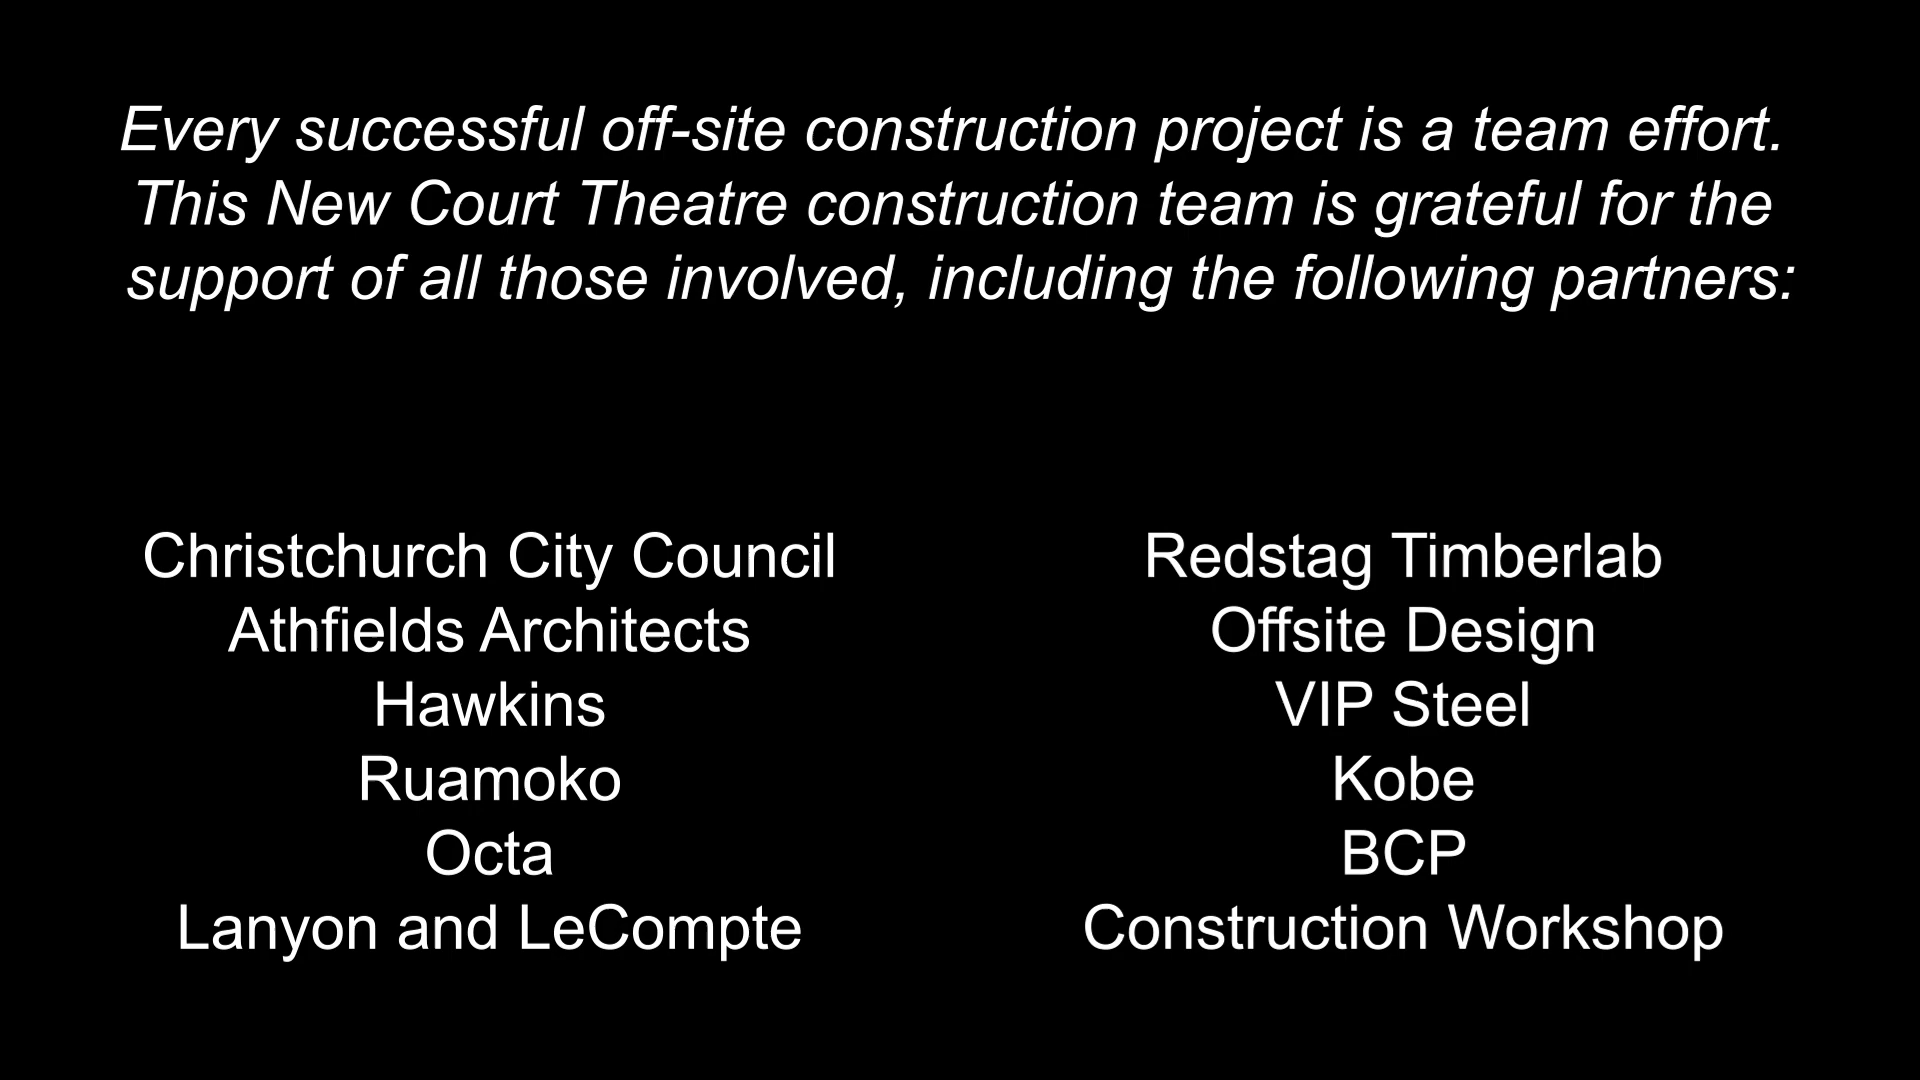 Every successful off-site construction project is a team effort.
This New Court Theatre construction team is grateful for the
support of all those involved, including the following partners:
Christchurch City Council
Athfields Architects
Hawkins
Ruamoko
Octa
Lanyon and LeCompte
Redstag Timberlab
Offsite Design
VIP Steel
Kobe
BCP
Construction Workshop